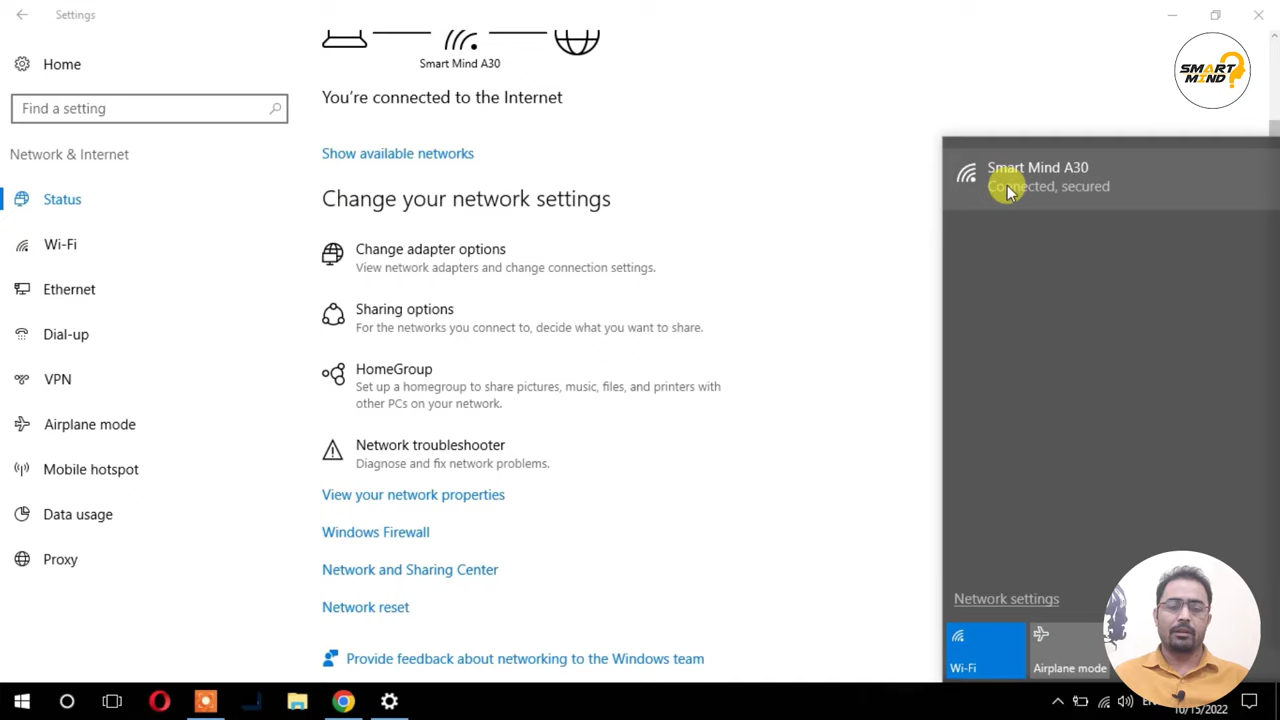 Settings
SMART
MIND
Home
Find a setting
Network & Internet
Status
Wi-Fi
Ethernet
Dial-up
VPN
Airplane mode
Mobile hotspot
Data usage
Proxy
Smart Mind A30
You're connected to the Internet
Show available networks
Change your network settings
Change adapter options
View network adapters and change connection settings.
Sharing options
For the networks you connect to, decide what you want to share.
HomeGroup
Set up a homegroup to share pictures, music, files, and printers with
other PCs on your network.
Network troubleshooter
Diagnose and fix network problems.
View your network properties
Windows Firewall
Network and Sharing Center
Network reset
Provide feedback about networking to the Windows team
Smart Mind A30
Connected, secured
Network settings
Wi-Fi
Airplane mode
10/15/2022